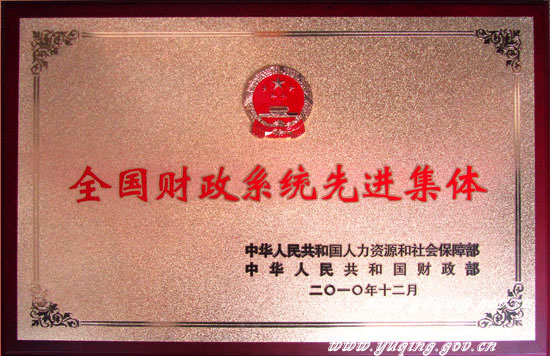 全国财政系统先进集体
中华人民共和国人力资源和社会保障部
中华人民共和国财政部
二〇一〇年十二月
www.yuqing.gov.cn